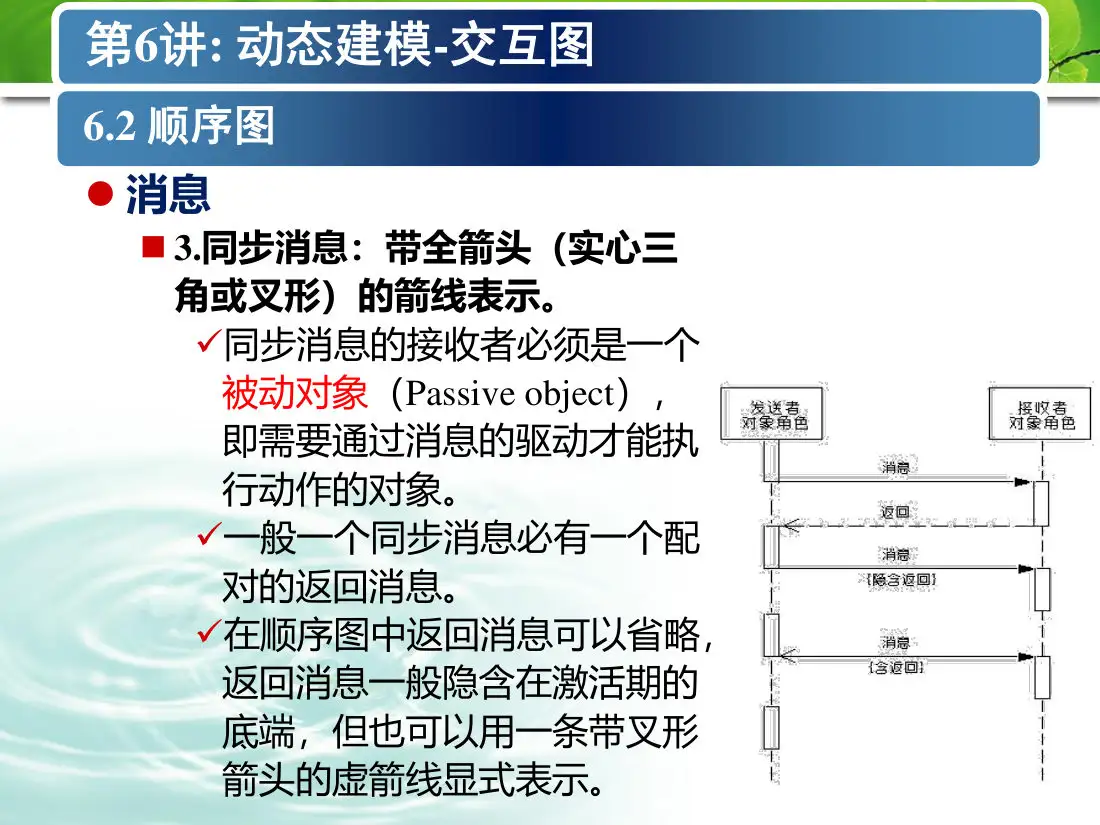 第6讲: 动态建模-交互图
6.2 顺序图
消息
3.同步消息：带全箭头（实心三
角或叉形）的箭线表示。
同步消息的接收者必须是一个
被动对象（Passive object），
即需要通过消息的驱动才能执
行动作的对象。
一般一个同步消息必有一个配
对的返回消息。
在顺序图中返回消息可以省略，
返回消息一般隐含在激活期的
底端，但也可以用一条带叉形
箭头的虚箭线显式表示。
发送者
对象角色
接收者
对象角色
消息
返回
消息
{隐含返回}
消息
{含返回}